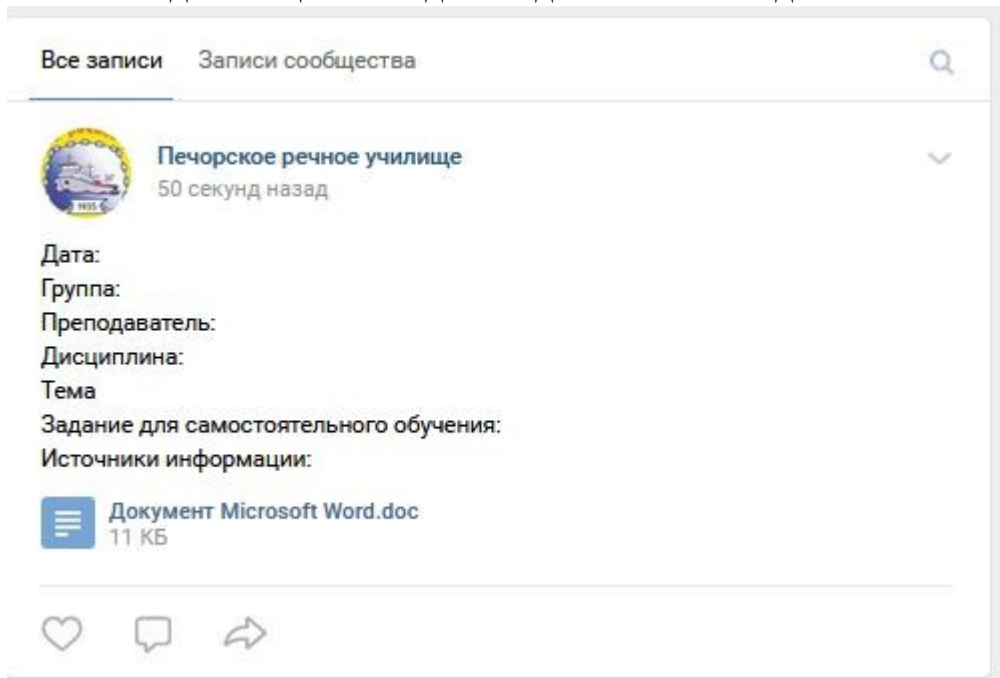 Все записи Записи сообщества
Печорское речное училище
50 секунд назад
Дата:
Группа:
Преподаватель:
Дисциплина:
Тема
Задание для самостоятельного обучения:
Источники информации:
Документ Microsoft Word.doc
11 КБ